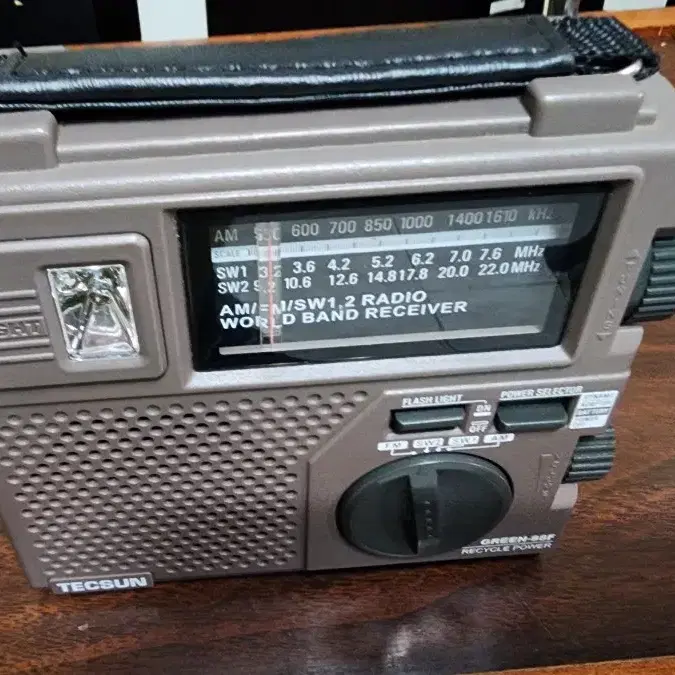 AM 600 700 850 1000 1400 1610 kHz
SCALE
SW1 3.2 3.6 4.2 5.2 6.2 7.0 7.6 MHz
SW2 10.6 12.6 14.8 17.8 20.0 22.0 MHz
AM/FM/SW1,2 RADIO
WORLD BAND RECEIVER
FLASH LIGHT
ON
OFF
POWER SELECTOR
FM SW2 SW1 AM
GREEN-88F
RECYCLE POWER
TECSUN